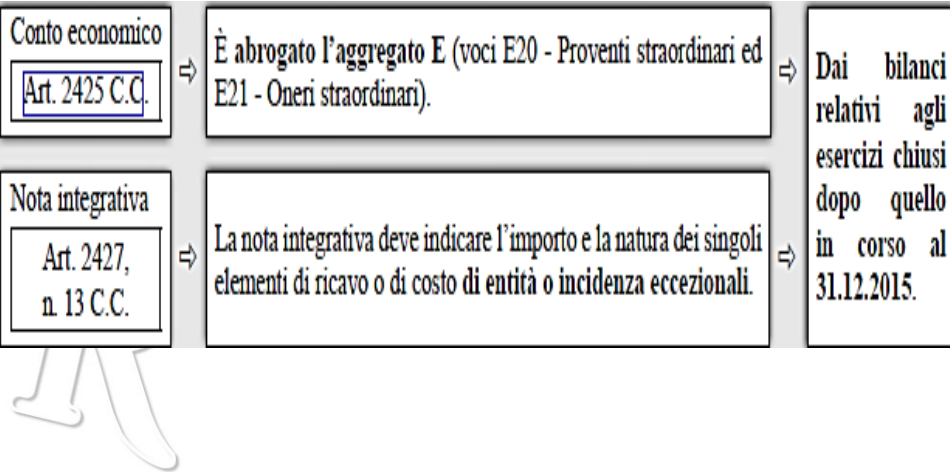 Conto economico
Art. 2425 C.C.
È abrogato l'aggregato E (voci E20 - Proventi straordinari ed
E21 - Oneri straordinari).
Nota integrativa
Art. 2427,
n. 13 C.C.
La nota integrativa deve indicare l'importo e la natura dei singoli
elementi di ricavo o di costo di entità o incidenza eccezionali.
Dai bilanci
relativi agli
esercizi chiusi
dopo quello
in corso al
31.12.2015.